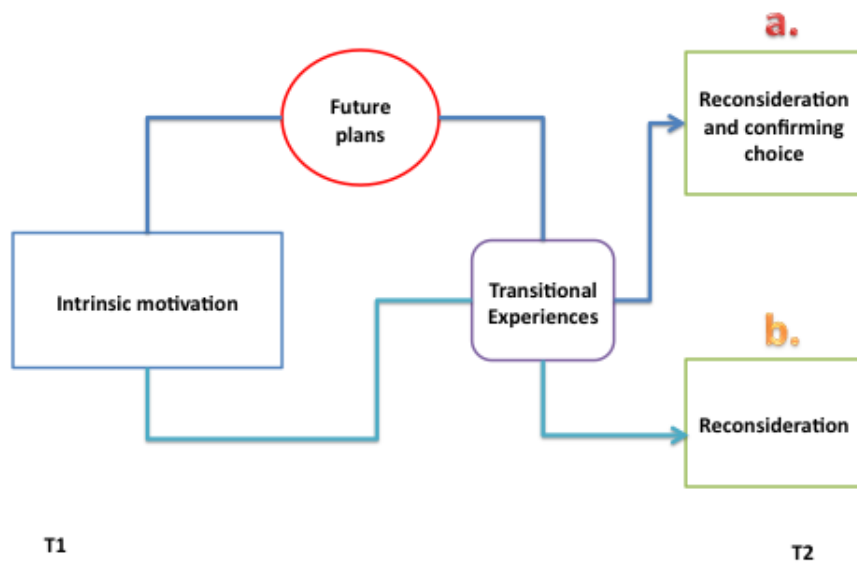 a.
Future
plans
Reconsideration
and confirming
choice
Intrinsic motivation
Transitional
Experiences
b.
Reconsideration
T1
T2